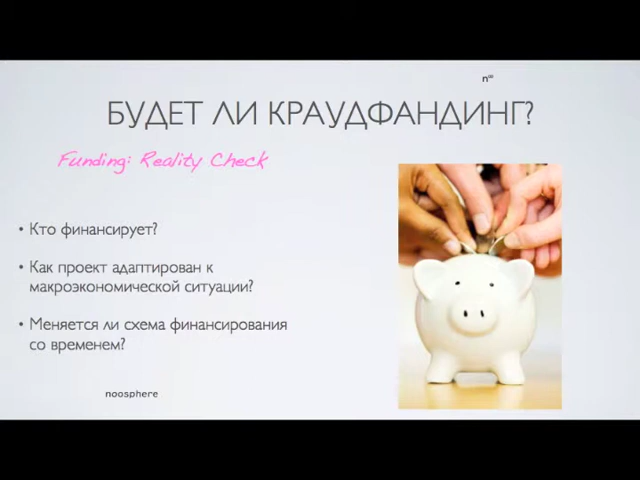 n∞
БУДЕТ ЛИ КРАУДФАНДИНГ?
Funding: Reality Check
• Кто финансирует?
• Как проект адаптирован к
макроэкономической ситуации?
• Меняется ли схема финансирования
со временем?
noosphere